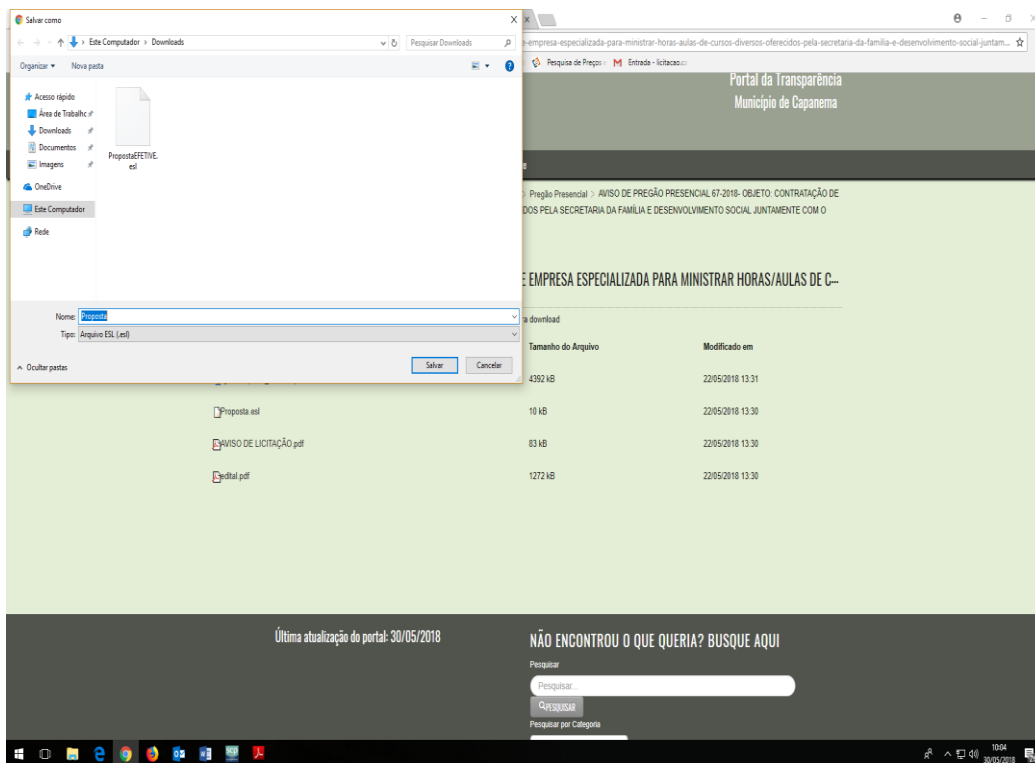 Salvar como
Este Computador > Downloads
Pesquisar Downloads
Organizar
Nova pasta
Acesso rápido
Área de Trabalhc
Downloads
Documentos
Imagens
OneDrive
Este Computador
Rede
PropostaEFETIVE.
esl
Nome: Proposta
Tipo: Arquivo ESL (.esl)
Ocultar pastas
Salvar
Cancelar
e-empresa-especializada-para-ministrar-horas-aulas-de-cursos-diversos-oferecidos-pela-secretaria-da-familia-e-desenvolvimento-social-juntam...
Pesquisa de Preços
Entrada - licitacao.c
Portal da Transparência
Município de Capanema
> Pregão Presencial > AVISO DE PREGÃO PRESENCIAL 67-2018- OBJETO: CONTRATAÇÃO DE
DOS PELA SECRETARIA DA FAMÍLIA E DESENVOLVIMENTO SOCIAL JUNTAMENTE COM O
E EMPRESA ESPECIALIZADA PARA MINISTRAR HORAS/AULAS DE C...
ra download
Tamanho do Arquivo Modificado em
4392 kB 22/05/2018 13:31
Proposta.esl 10 kB 22/05/2018 13:30
AVISO DE LICITAÇÃO.pdf 83 kB 22/05/2018 13:30
edital.pdf 1272 kB 22/05/2018 13:30
Última atualização do portal: 30/05/2018
NÃO ENCONTROU O QUE QUERIA? BUSQUE AQUI
Pesquisar
Pesquisar...
PESQUISAR
Pesquisar por Categoria
10:04
30/05/2018